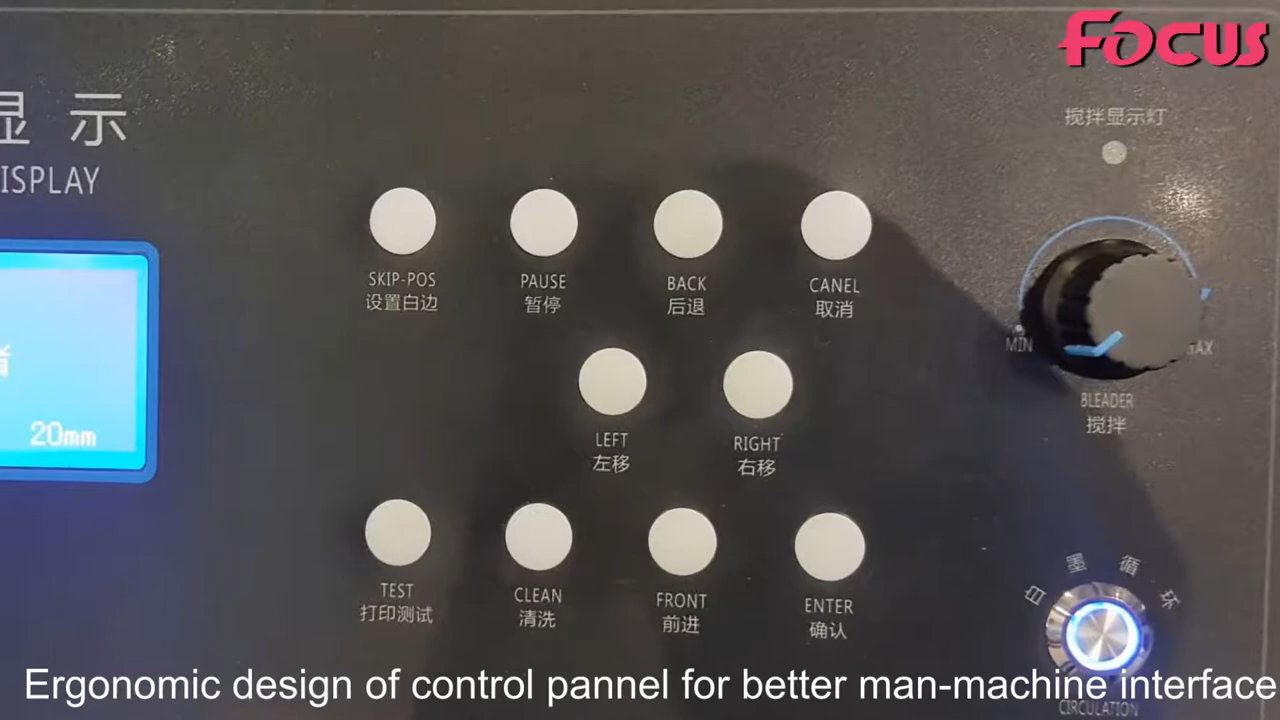 FOCUS
显 示
ISPLAY
20mm
SKIP-POS
设置白边
PAUSE
暂停
BACK
后退
CANEL
取消
LEFT
左移
RIGHT
右移
TEST
打印测试
CLEAN
清洗
FRONT
前进
ENTER
确认
搅拌显示灯
MIN
AX
BLEADER
搅拌
白墨循环
CIRCULATION
Ergonomic design of control pannel for better man-machine interface